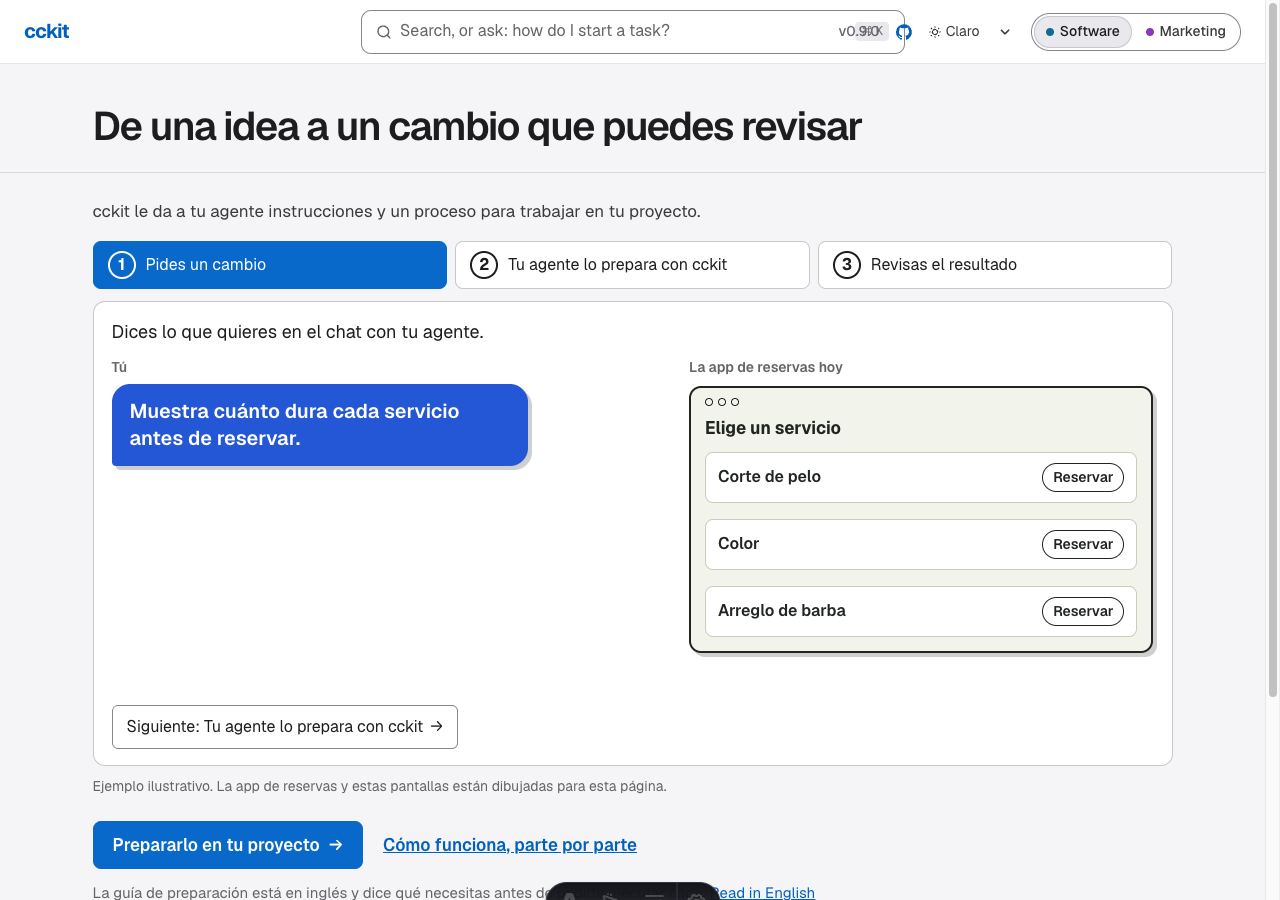 cckit
Search, or ask: how do I start a task?
Claro
Software
Marketing
De una idea a un cambio que puedes revisar
cckit le da a tu agente instrucciones y un proceso para trabajar en tu proyecto.
1 Pides un cambio
2 Tu agente lo prepara con cckit
3 Revisas el resultado
Dices lo que quieres en el chat con tu agente.
Tú
Muestra cuánto dura cada servicio
antes de reservar.
La app de reservas hoy
Elige un servicio
Corte de pelo Reservar
Color Reservar
Arreglo de barba Reservar
Siguiente: Tu agente lo prepara con cckit →
Ejemplo ilustrativo. La app de reservas y estas pantallas están dibujadas para esta página.
Prepararlo en tu proyecto →
Cómo funciona, parte por parte
La guía de preparación está en inglés y dice qué necesitas antes
Read in English